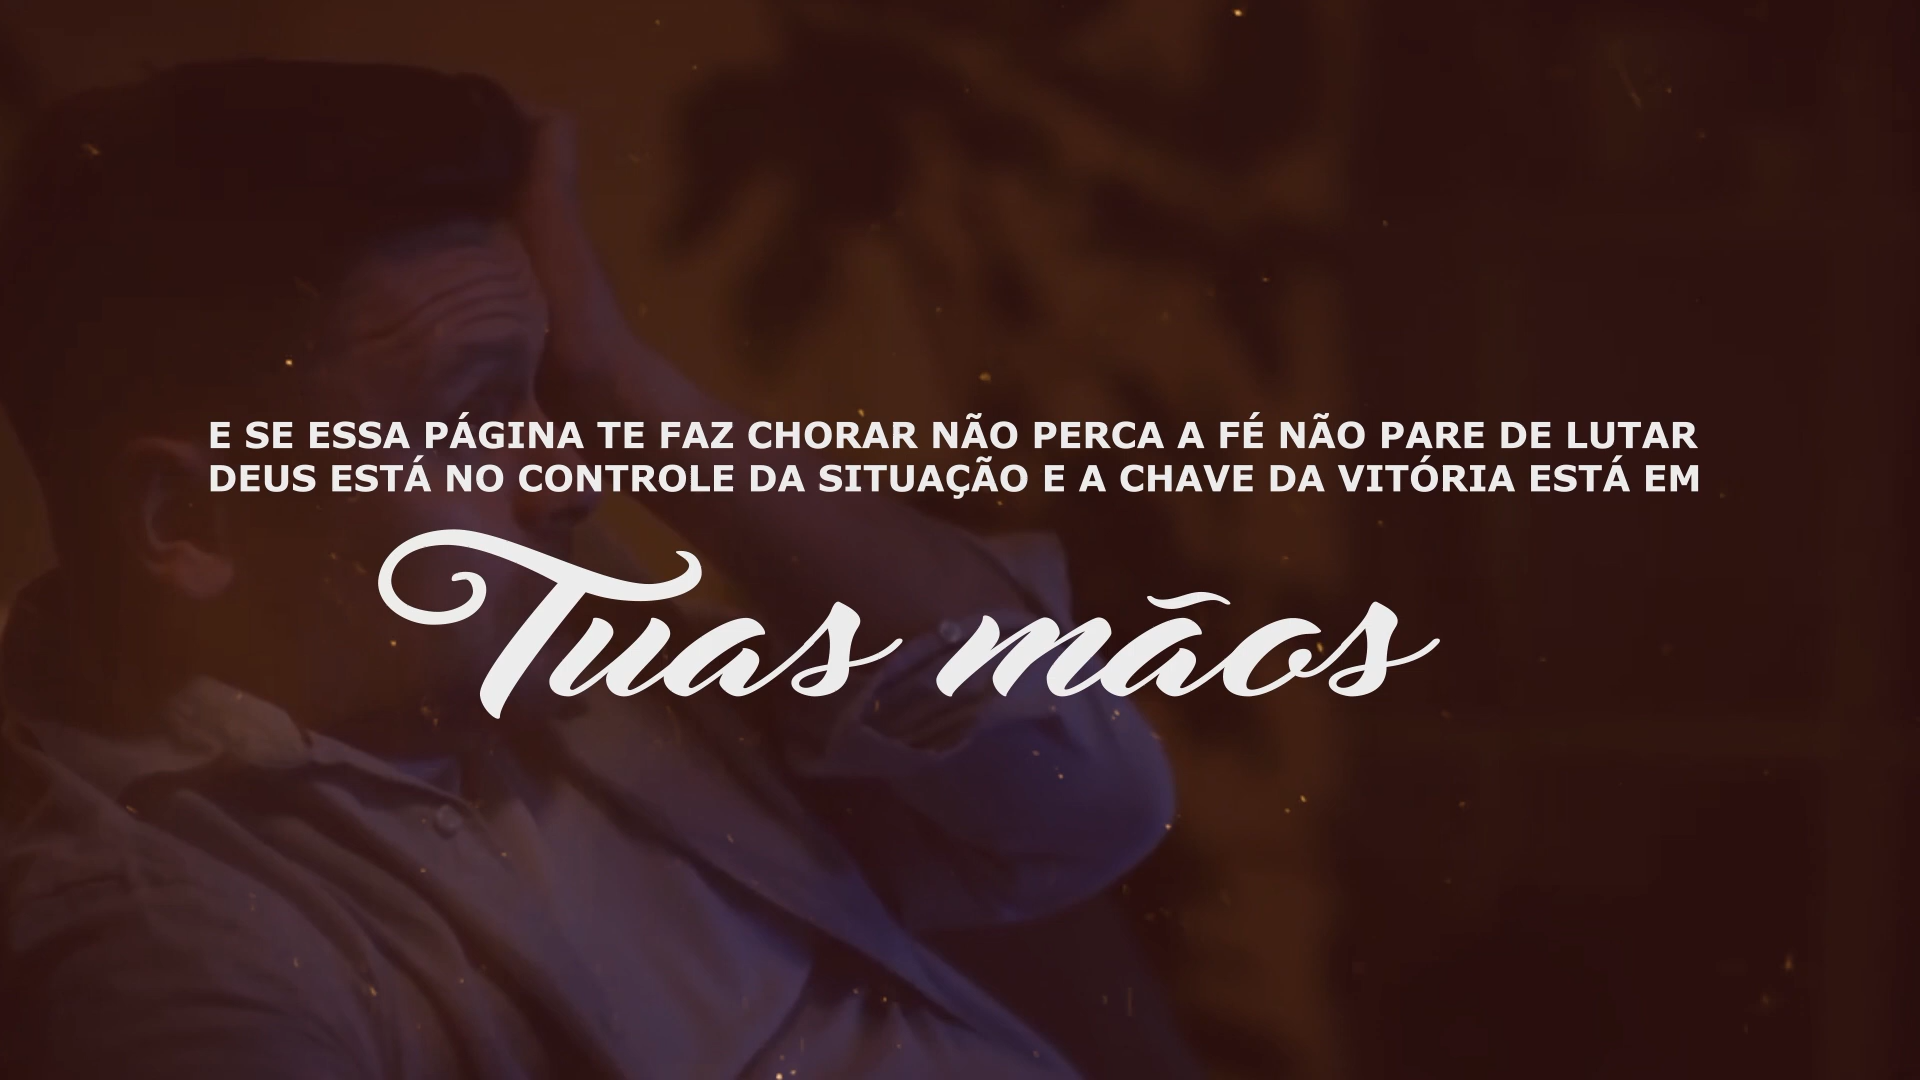 E SE ESSA PÁGINA TE FAZ CHORAR NÃO PERCA A FÉ NÃO PARE DE LUTAR
DEUS ESTÁ NO CONTROLE DA SITUAÇÃO E A CHAVE DA VITÓRIA ESTÁ EM
Tuas mãos